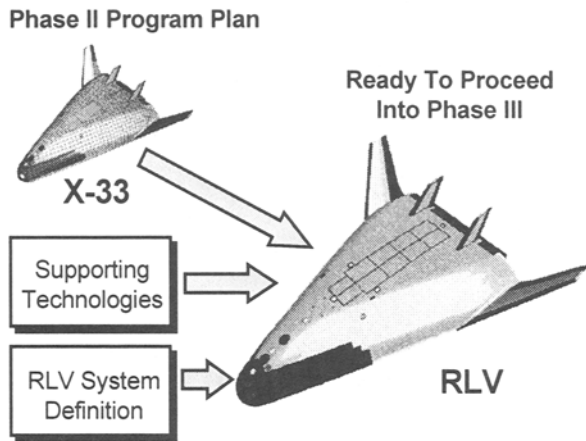 Phase II Program Plan
Ready To Proceed
Into Phase III
X-33
Supporting
Technologies
RLV System
Definition
RLV